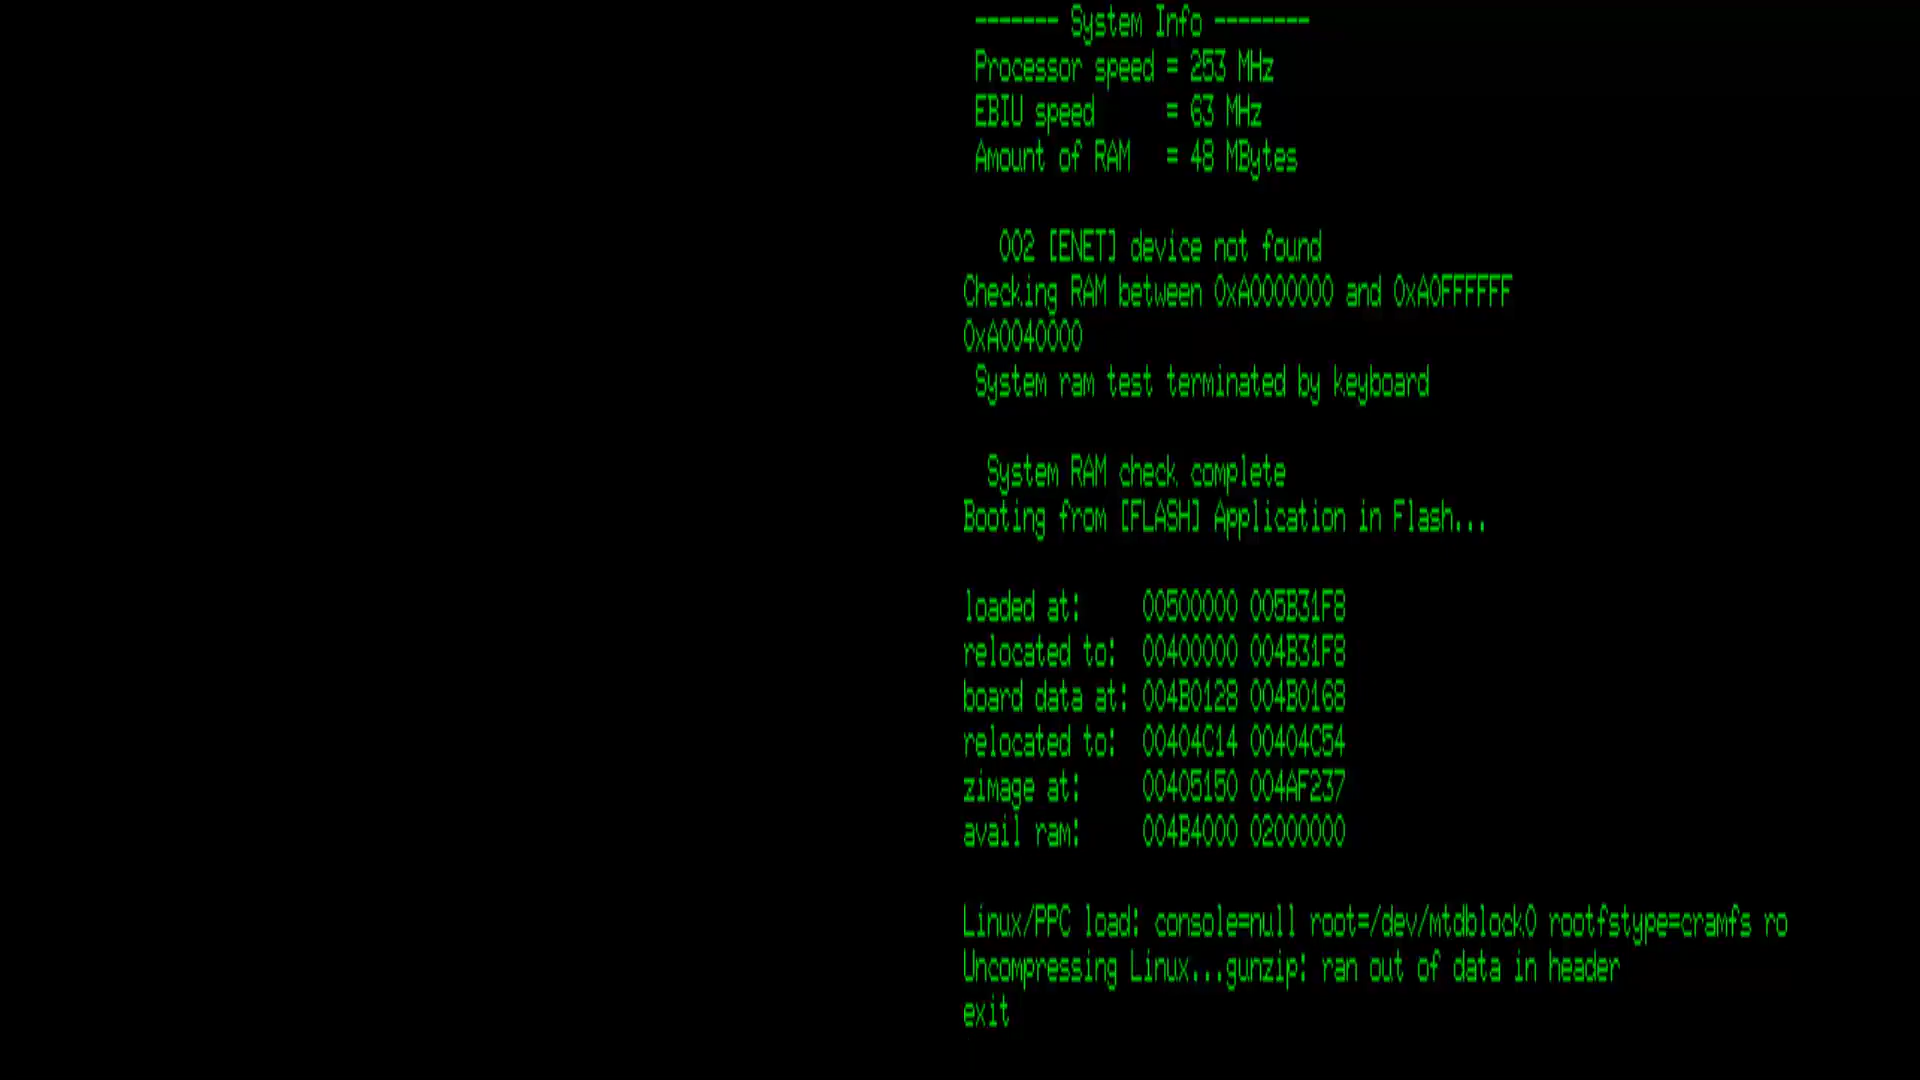 ------- System Info --------
Processor speed = 253 MHz
EBIU speed      = 63 MHz
Amount of RAM   = 48 MBytes
002 [ENET] device not found
Checking RAM between 0xA0000000 and 0xA0FFFFFF
0xA0040000
System ram test terminated by keyboard
System RAM check complete
Booting from [FLASH] Application in Flash...
loaded at:     00500000 005B31F8
relocated to:  00400000 004B31F8
board data at: 004B0128 004B0168
relocated to:  00404C14 00404C54
zimage at:     00405150 004AF237
avail ram:     004B4000 02000000
Linux/PPC load: console=null root=/dev/mtdblock0 rootfstype=cramfs ro
Uncompressing Linux...gunzip: ran out of data in header
exit